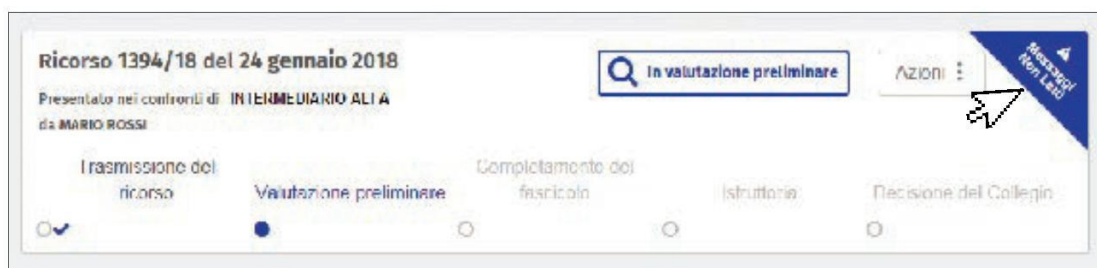 Ricorso 1394/18 del 24 gennaio 2018
In valutazione preliminare
Azioni
Messaggi
Non Letti
Presentato nei confronti di INTERMEDIARIO ALFA
da MARIO ROSSI
Trasmissione del
ricorso
Valutazione preliminare
Completamento del
fascicolo
Istruttoria
Decisione del Collegio